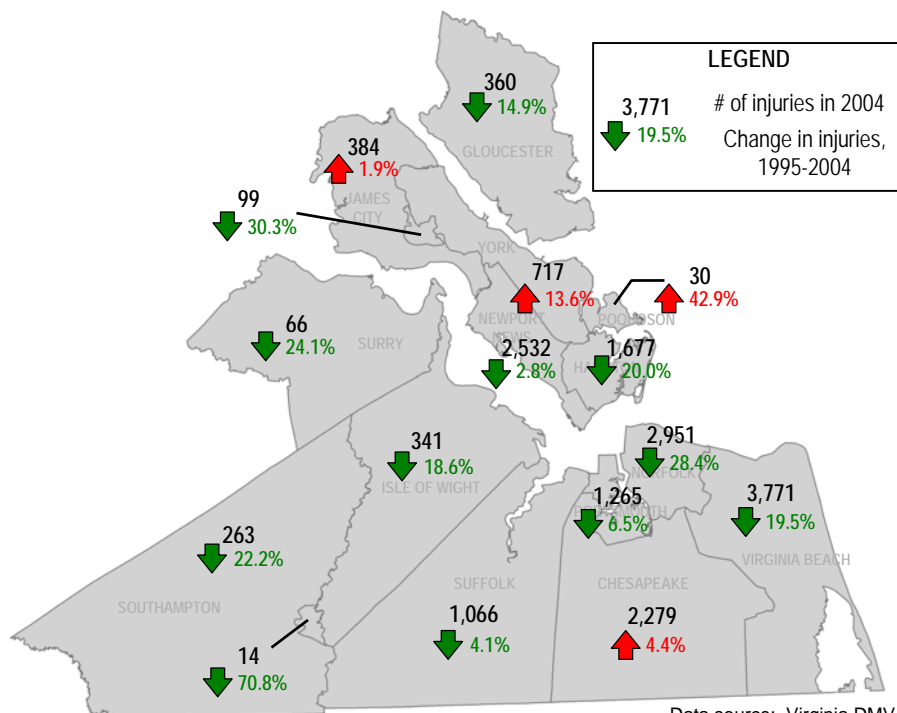 LEGEND
3,771
# of injuries in 2004
19.5%
Change in injuries,
1995-2004
360
14.9%
GLOUCESTER
384
1.9%
JAMES
CITY
99
30.3%
YORK
717
13.6%
30
42.9%
POQUOSON
NEWPORT
NEWS
66
24.1%
SURRY
2,532
2.8%
1,677
20.0%
341
18.6%
ISLE OF WIGHT
2,951
28.4%
NORFOLK
1,265
6.5%
3,771
19.5%
VIRGINIA BEACH
263
22.2%
SOUTHAMPTON
SUFFOLK
CHESAPEAKE
1,066
4.1%
2,279
4.4%
14
70.8%
Data source: Virginia DMV